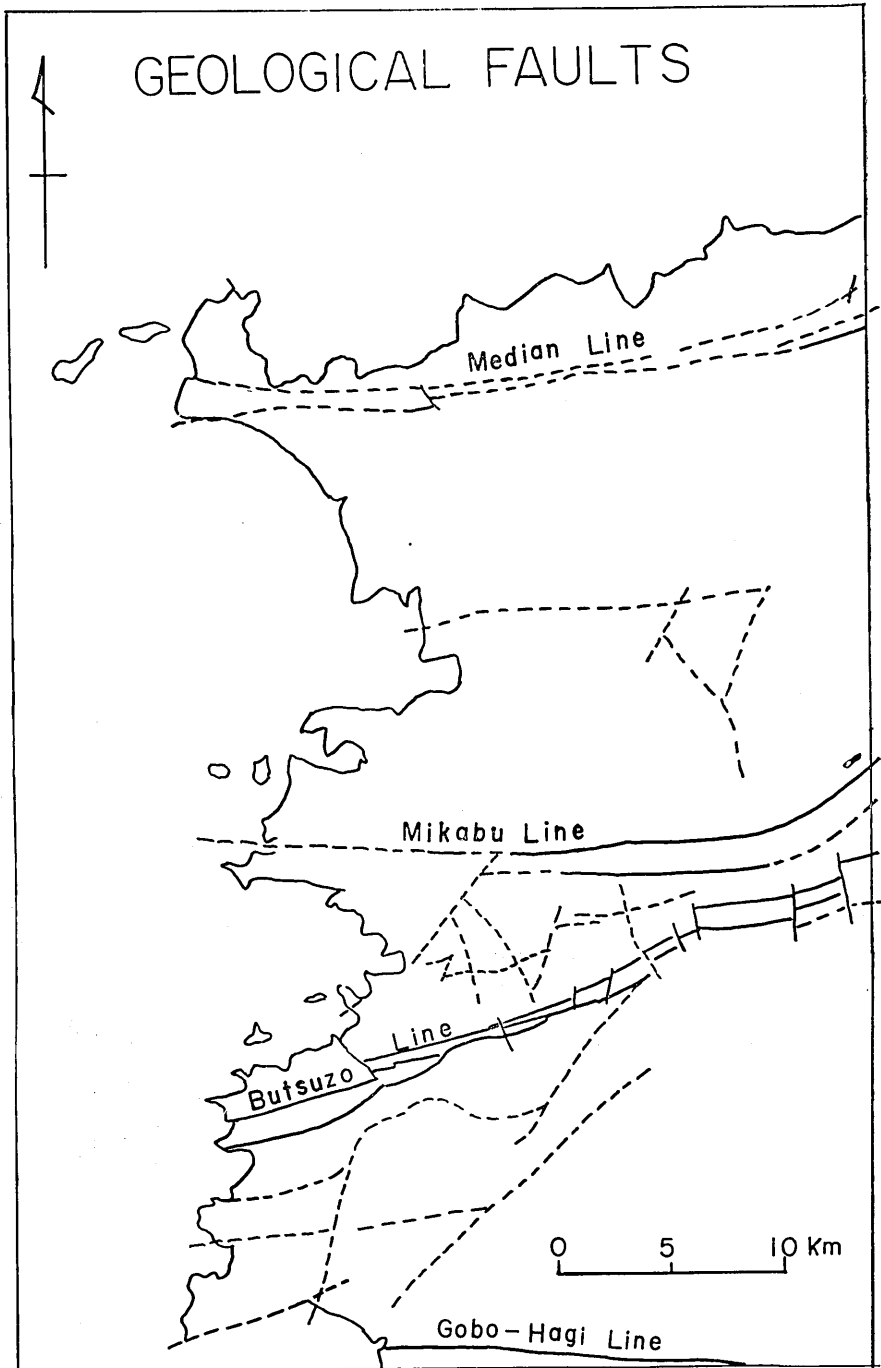 GEOLOGICAL FAULTS
Median Line
Mikabu Line
Butsuzo Line
0 5 10 Km
Gobo-Hagi Line